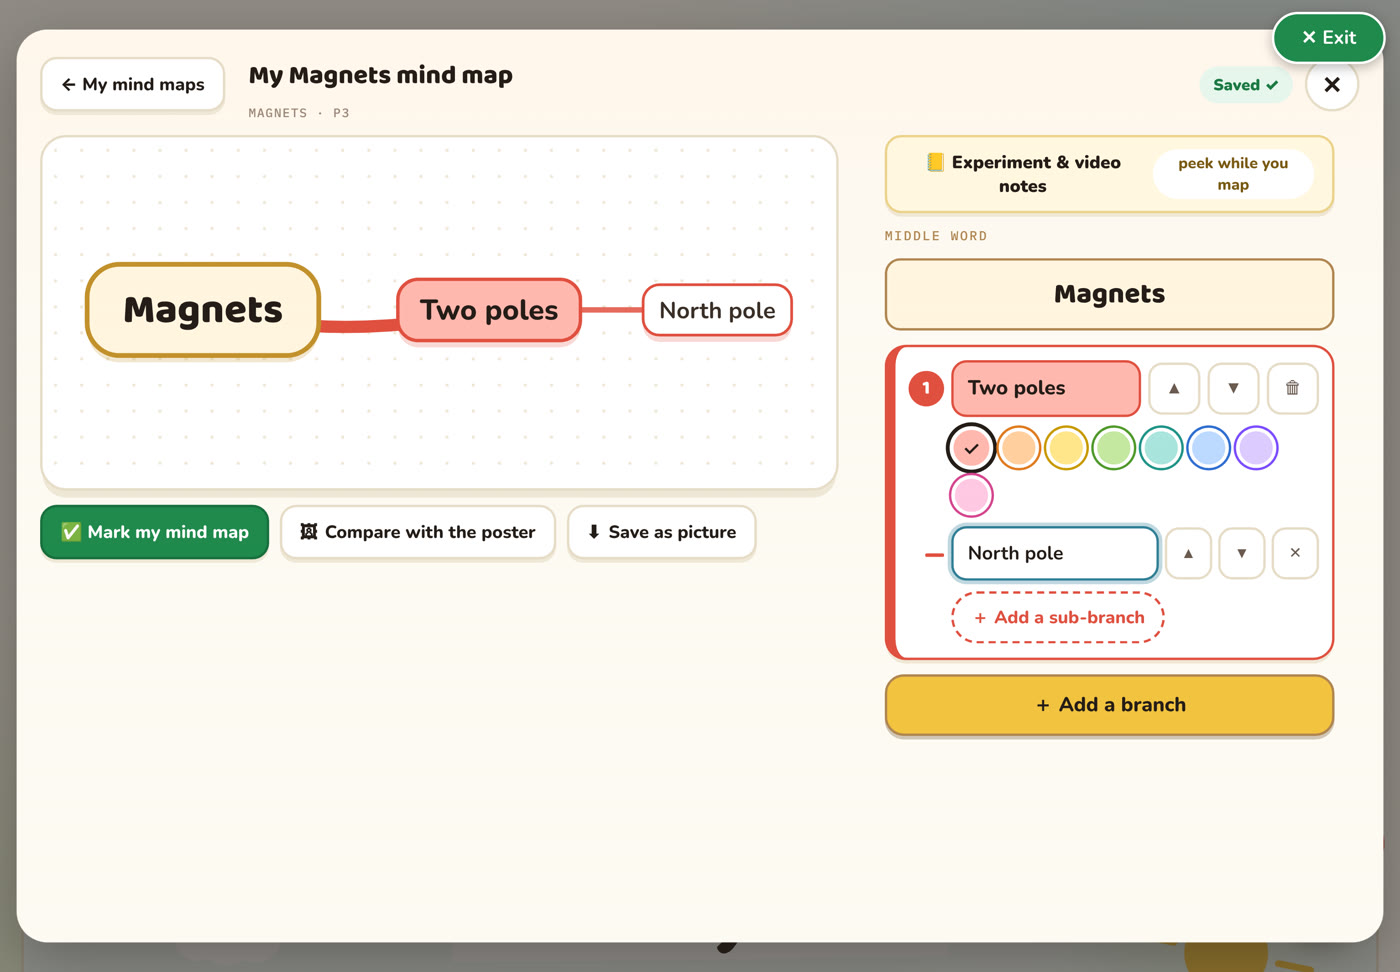 ✕ Exit
← My mind maps
My Magnets mind map
MAGNETS · P3
Saved ✓
✕
Magnets
Two poles
North pole
✅ Mark my mind map
🖼 Compare with the poster
⬇ Save as picture
📒 Experiment & video
notes
peek while you
map
MIDDLE WORD
Magnets
1
Two poles
▲
▼
🗑
✓
North pole
▲
▼
✕
+ Add a sub-branch
+ Add a branch